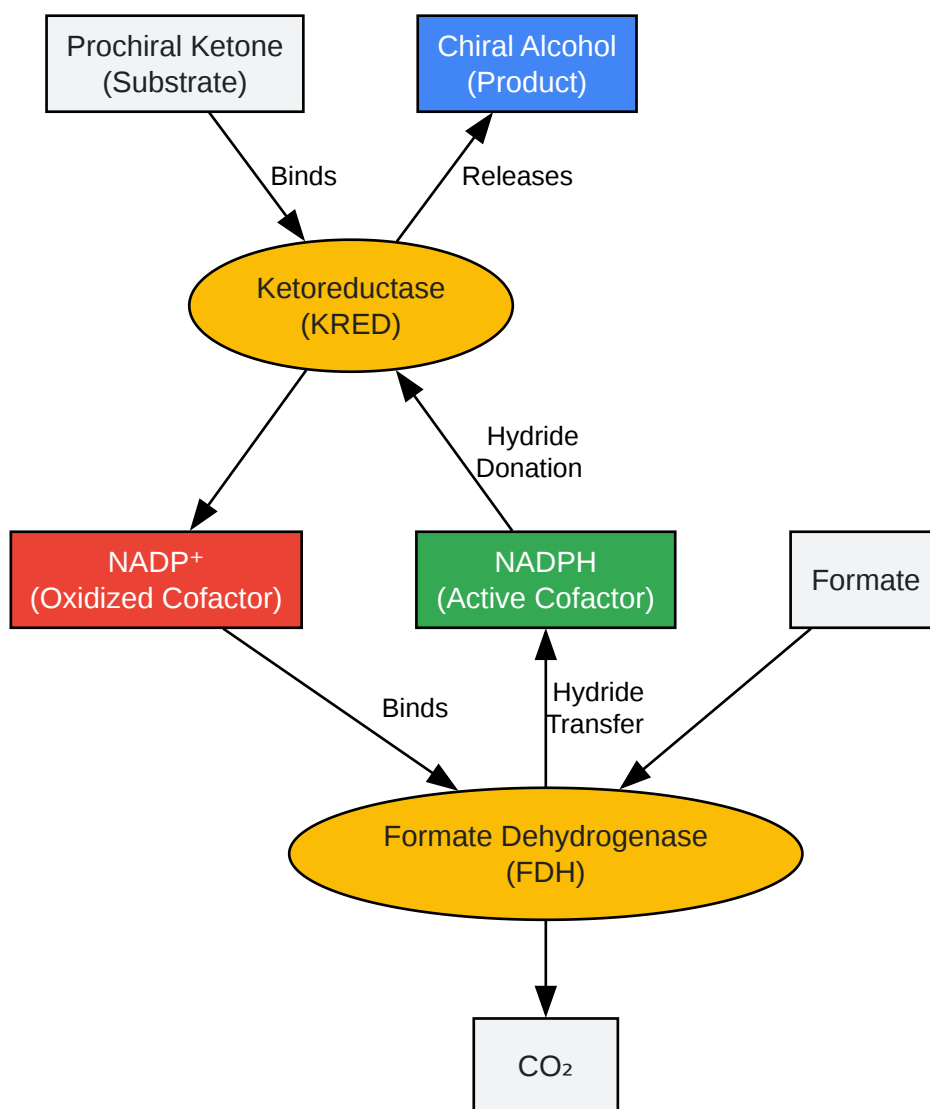 Prochiral Ketone
(Substrate)
Chiral Alcohol
(Product)
Binds
Releases
Ketoreductase
(KRED)
Hydride
Donation
NADP⁺
(Oxidized Cofactor)
NADPH
(Active Cofactor)
Formate
Binds
Hydride
Transfer
Formate Dehydrogenase
(FDH)
CO₂